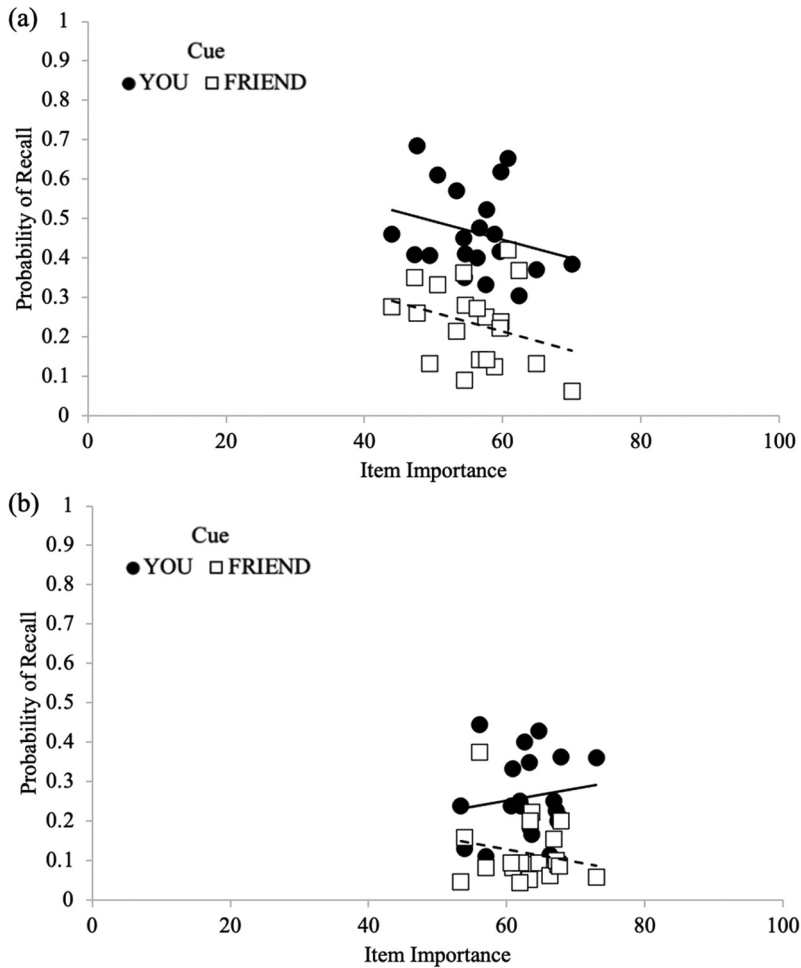 (a)
1
0.9
Cue
0.8
YOU FRIEND
0.7
0.6
0.5
0.4
0.3
0.2
0.1
0
Probability of Recall
0 20 40 60 80 100
Item Importance
(b)
1
0.9
Cue
0.8
YOU FRIEND
0.7
0.6
0.5
0.4
0.3
0.2
0.1
0
Probability of Recall
0 20 40 60 80 100
Item Importance